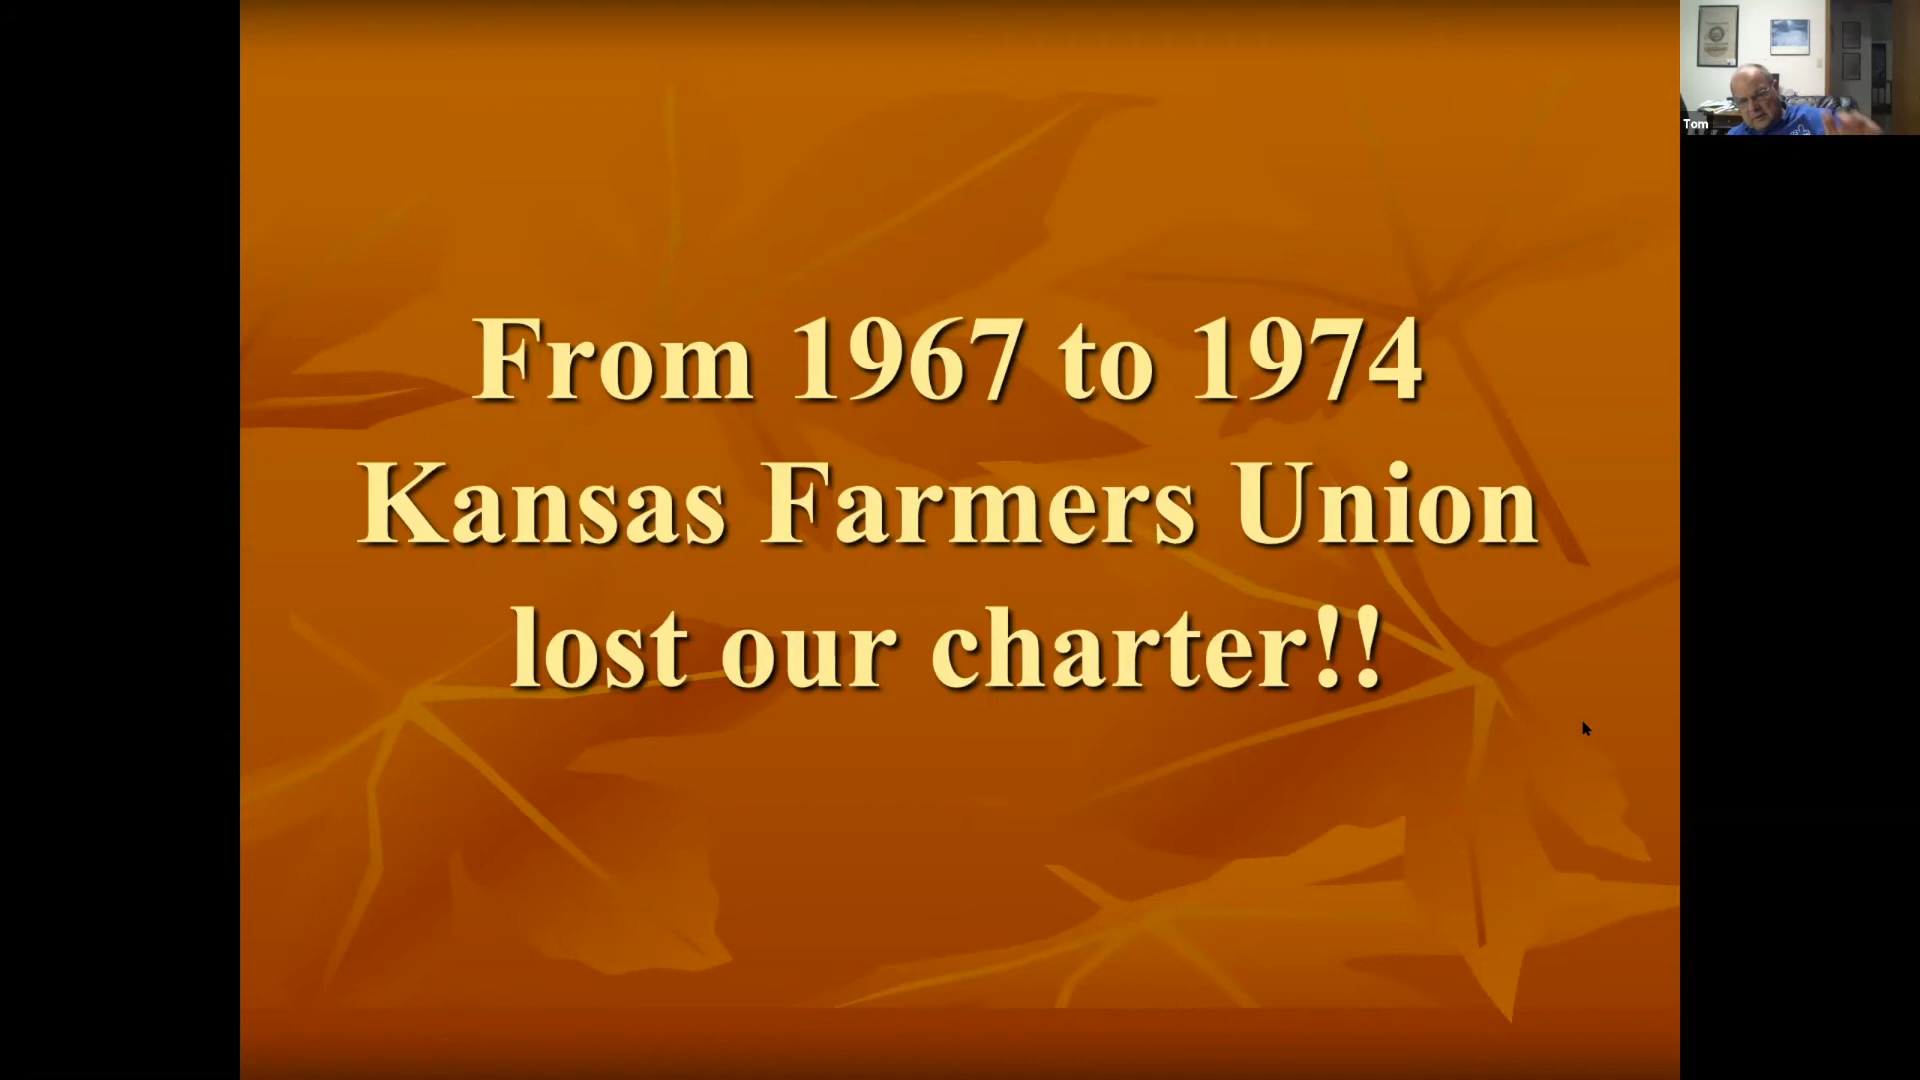 From 1967 to 1974
Kansas Farmers Union
lost our charter!!
Tom